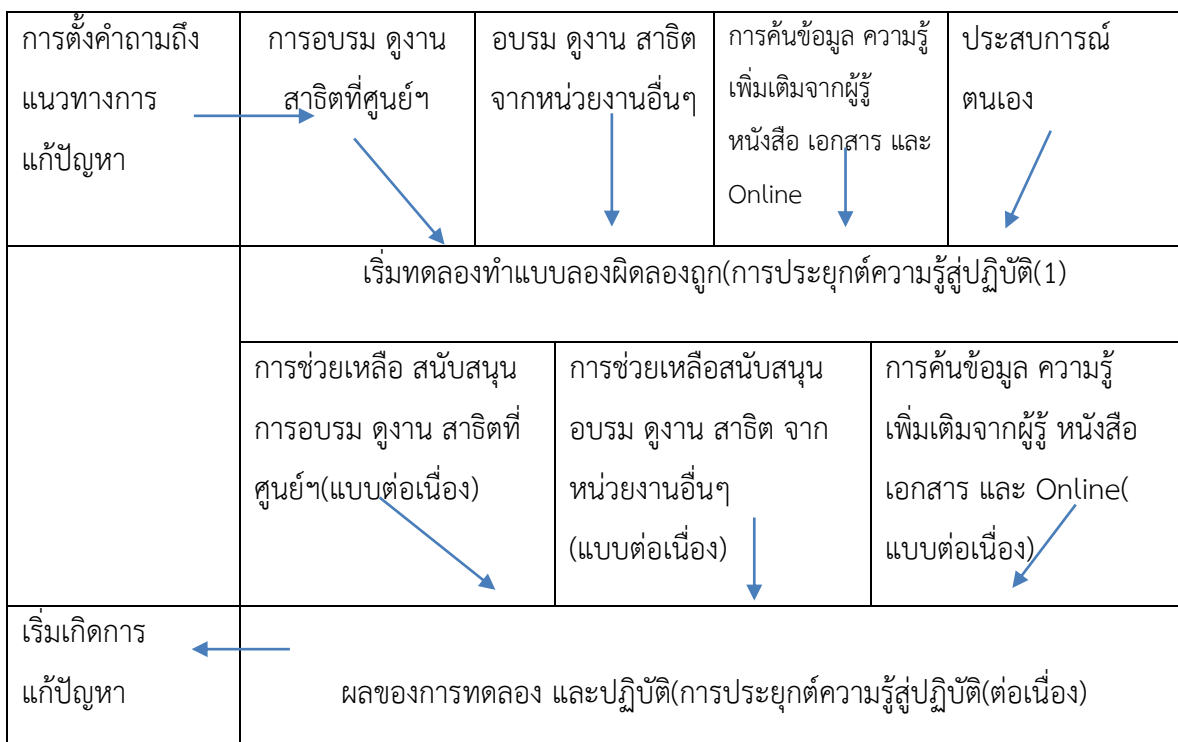 การตั้งคำถามถึง
แนวทางการ
แก้ปัญหา
การอบรม ดูงาน
สาธิตที่ศูนย์ฯ
อบรม ดูงาน สาธิต
จากหน่วยงานอื่นๆ
การค้นข้อมูล ความรู้
เพิ่มเติมจากผู้รู้
หนังสือ เอกสาร และ
Online
ประสบการณ์
ตนเอง
เริ่มทดลองทำแบบลองผิดลองถูก(การประยุกต์ความรู้สู่ปฏิบัติ(1)
การช่วยเหลือ สนับสนุน
การอบรม ดูงาน สาธิตที่
ศูนย์ฯ(แบบต่อเนื่อง)
การช่วยเหลือสนับสนุน
อบรม ดูงาน สาธิต จาก
หน่วยงานอื่นๆ
(แบบต่อเนื่อง)
การค้นข้อมูล ความรู้
เพิ่มเติมจากผู้รู้ หนังสือ
เอกสาร และ Online(
แบบต่อเนื่อง)
เริ่มเกิดการ
แก้ปัญหา
ผลของการทดลอง และปฏิบัติ(การประยุกต์ความรู้สู่ปฏิบัติ(ต่อเนื่อง)